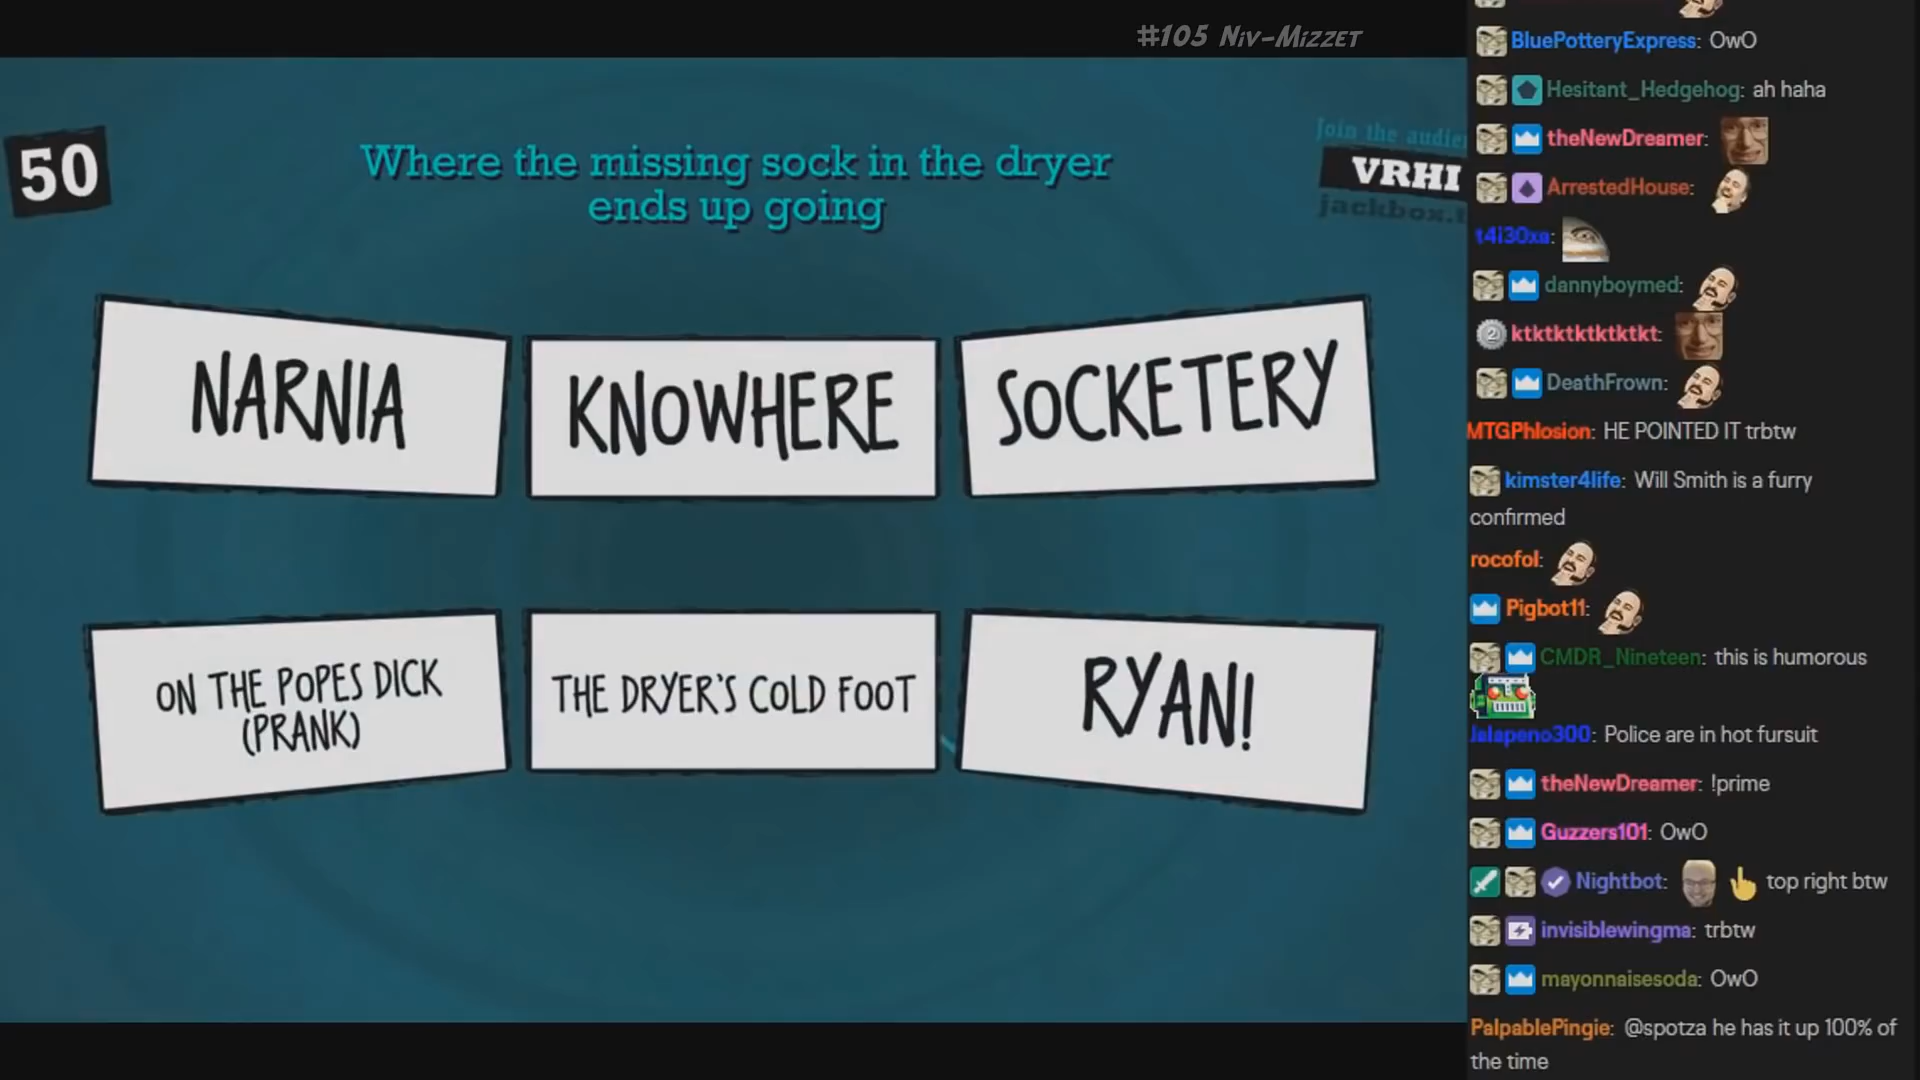 #105 Niv-Mizzet
50
Where the missing sock in the dryer
ends up going
Join the audie
VRHI
jackbox.t
NARNIA
KNOWHERE
SOCKETERY
ON THE POPES DICK
(PRANK)
THE DRYER'S COLD FOOT
RYAN!
BluePotteryExpress: OwO
Hesitant_Hedgehog: ah haha
theNewDreamer:
ArrestedHouse:
t4i30xa:
dannyboymed:
2 ktktktktktktkt:
DeathFrown:
MTGPhlosion: HE POINTED IT trbtw
kimster4life: Will Smith is a furry
confirmed
rocofol:
Pigbot11:
CMDR_Nineteen: this is humorous
Jalapeno300: Police are in hot fursuit
theNewDreamer: !prime
Guzzers101: OwO
Nightbot: top right btw
invisiblewingma: trbtw
mayonnaisesoda: OwO
PalpablePingie: @spotza he has it up 100% of
the time